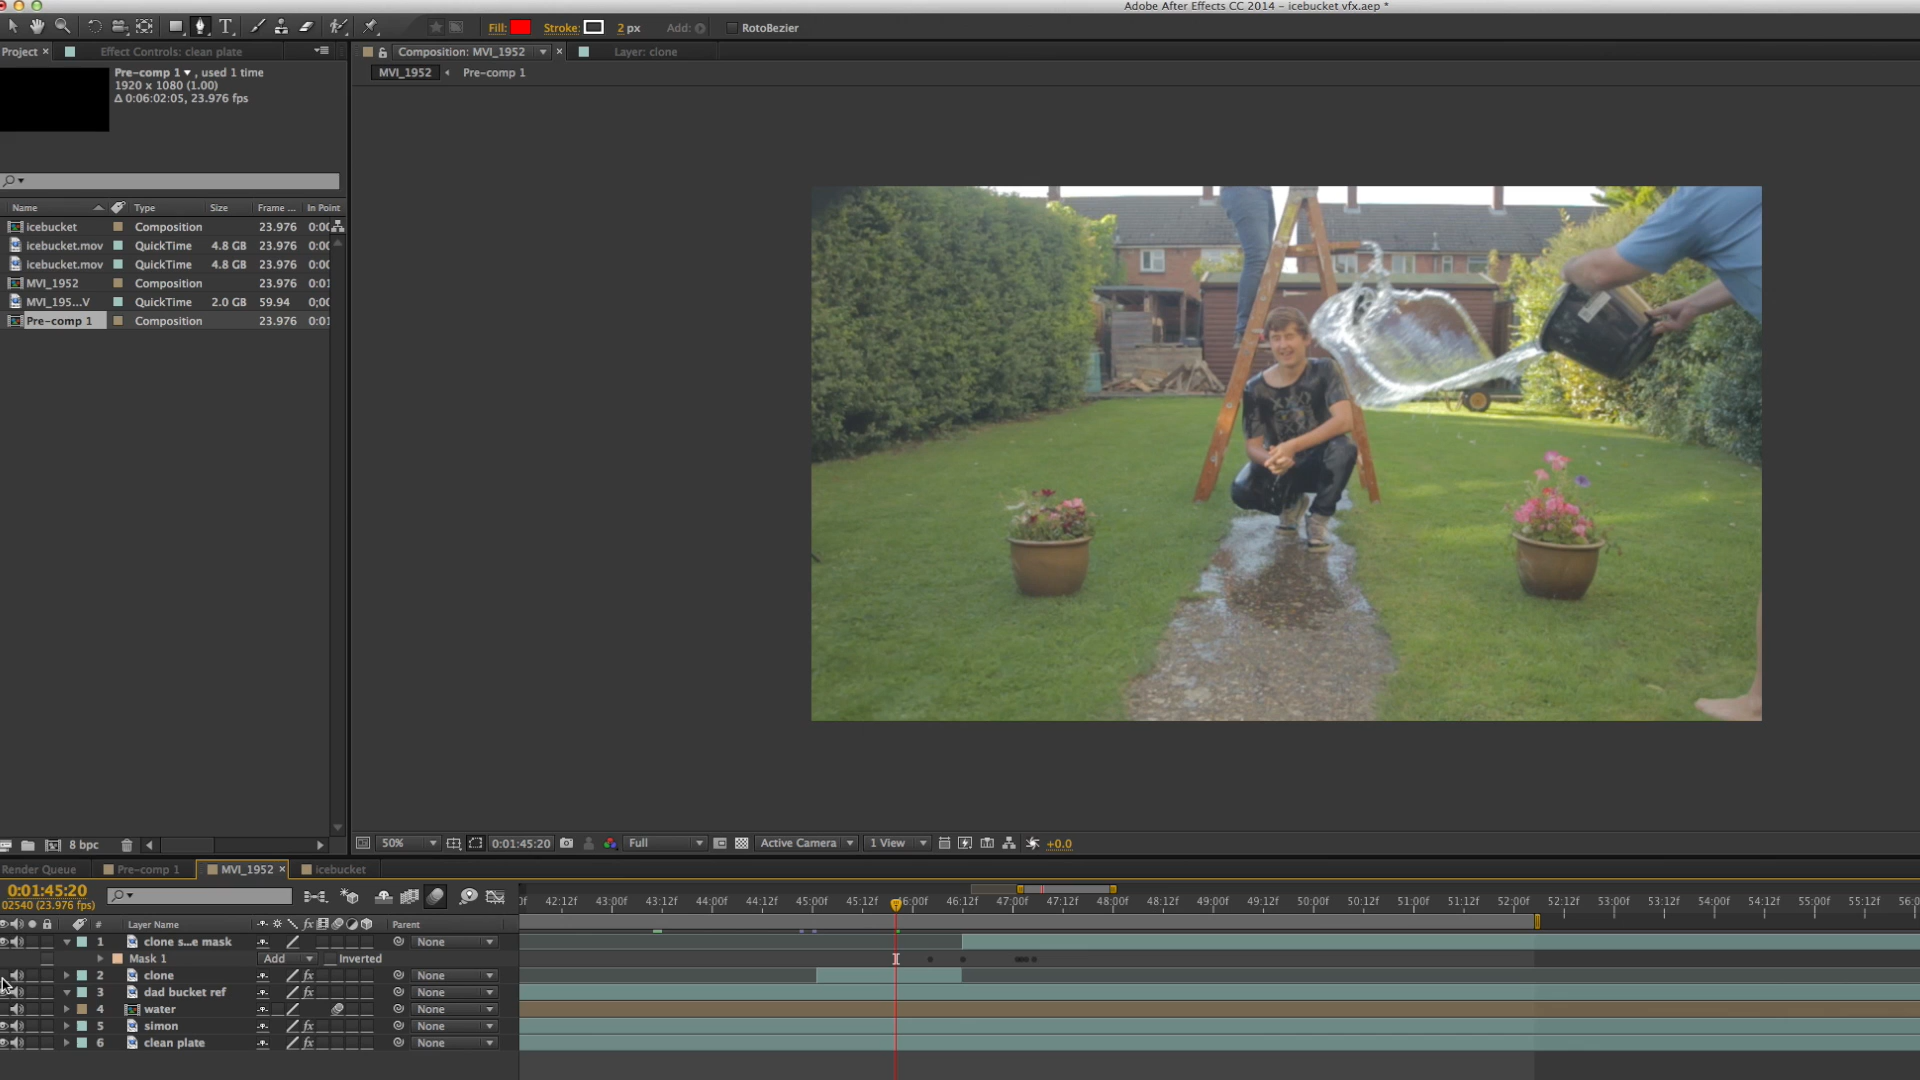 Adobe After Effects CC 2014 – icebucket vfx.aep *
T Fill: Stroke: 2 px Add: RotoBezier
Project × Effect Controls: clean plate Composition: MVI_1952 × Layer: clone
MVI_1952 Pre-comp 1
Pre-comp 1 , used 1 time
1920 x 1080 (1.00)
Δ 0:06:02:05, 23.976 fps
Name Type Size Frame ... In Point
icebucket Composition 23.976 0:00
icebucket.mov QuickTime 4.8 GB 23.976 0:00
icebucket.mov QuickTime 4.8 GB 23.976 0:00
MVI_1952 Composition 23.976 0:01
MVI_195...V QuickTime 2.0 GB 59.94 0;00
Pre-comp 1 Composition 23.976 0:01
8 bpc 50% 0:01:45:20 Full Active Camera 1 View +0.0
Render Queue Pre-comp 1 MVI_1952 × icebucket
0:01:45:20
02540 (23.976 fps)
42:12f 43:00f 43:12f 44:00f 44:12f 45:00f 45:12f 46:00f 46:12f 47:00f 47:12f 48:00f 48:12f 49:00f 49:12f 50:00f 50:12f 51:00f 51:12f 52:00f 52:12f 53:00f 53:12f 54:00f 54:12f 55:00f 55:12f 56:0
# Layer Name fx Parent
1 clone s...e mask None
Mask 1 Add Inverted
2 clone fx None
3 dad bucket ref None
4 water None
5 simon fx None
6 clean plate fx None